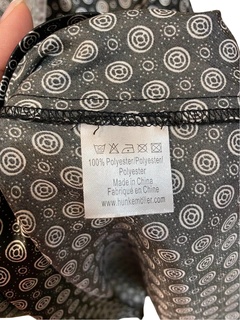 100% Polyester/Polyester/
Polyester
Made in China
Fabriqué en Chine
www.hunkemoller.com